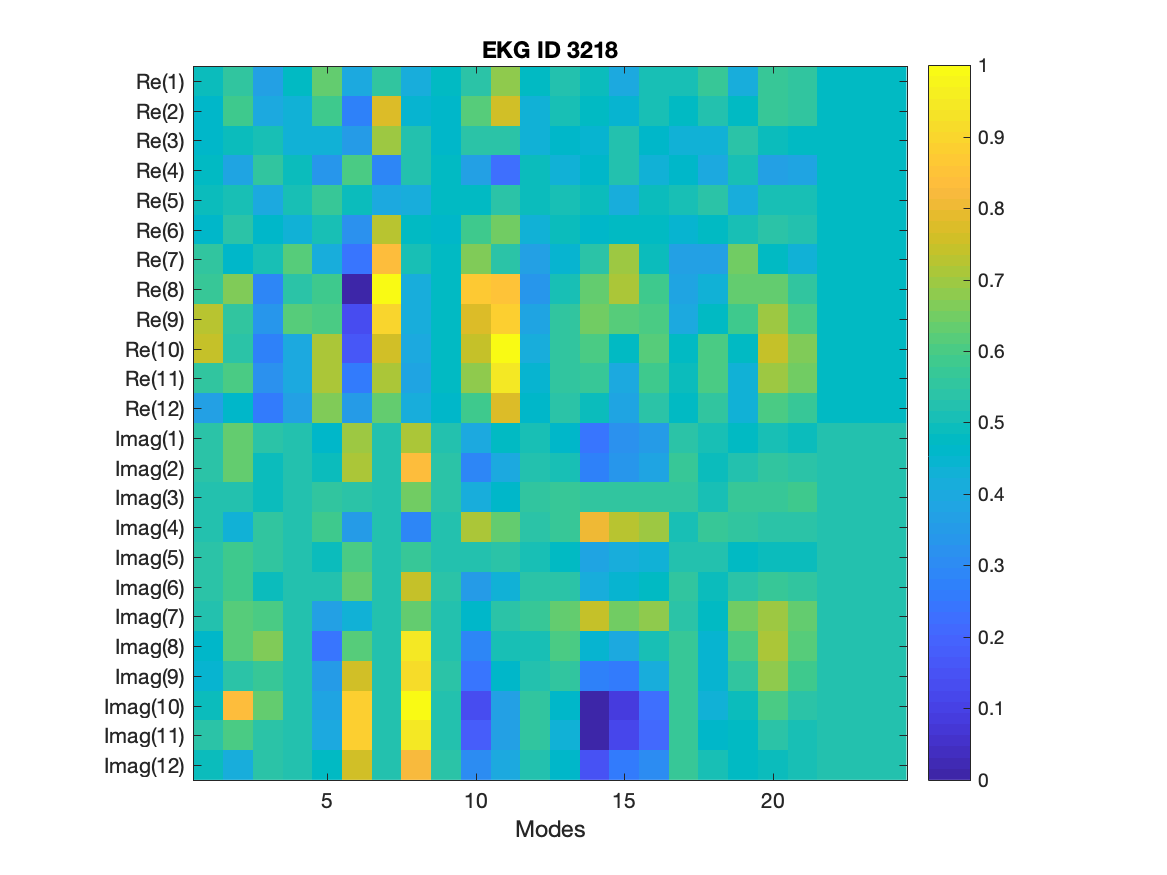 EKG ID 3218
Re(1)
Re(2)
Re(3)
Re(4)
Re(5)
Re(6)
Re(7)
Re(8)
Re(9)
Re(10)
Re(11)
Re(12)
Imag(1)
Imag(2)
Imag(3)
Imag(4)
Imag(5)
Imag(6)
Imag(7)
Imag(8)
Imag(9)
Imag(10)
Imag(11)
Imag(12)
5 10 15 20
Modes
1
0.9
0.8
0.7
0.6
0.5
0.4
0.3
0.2
0.1
0